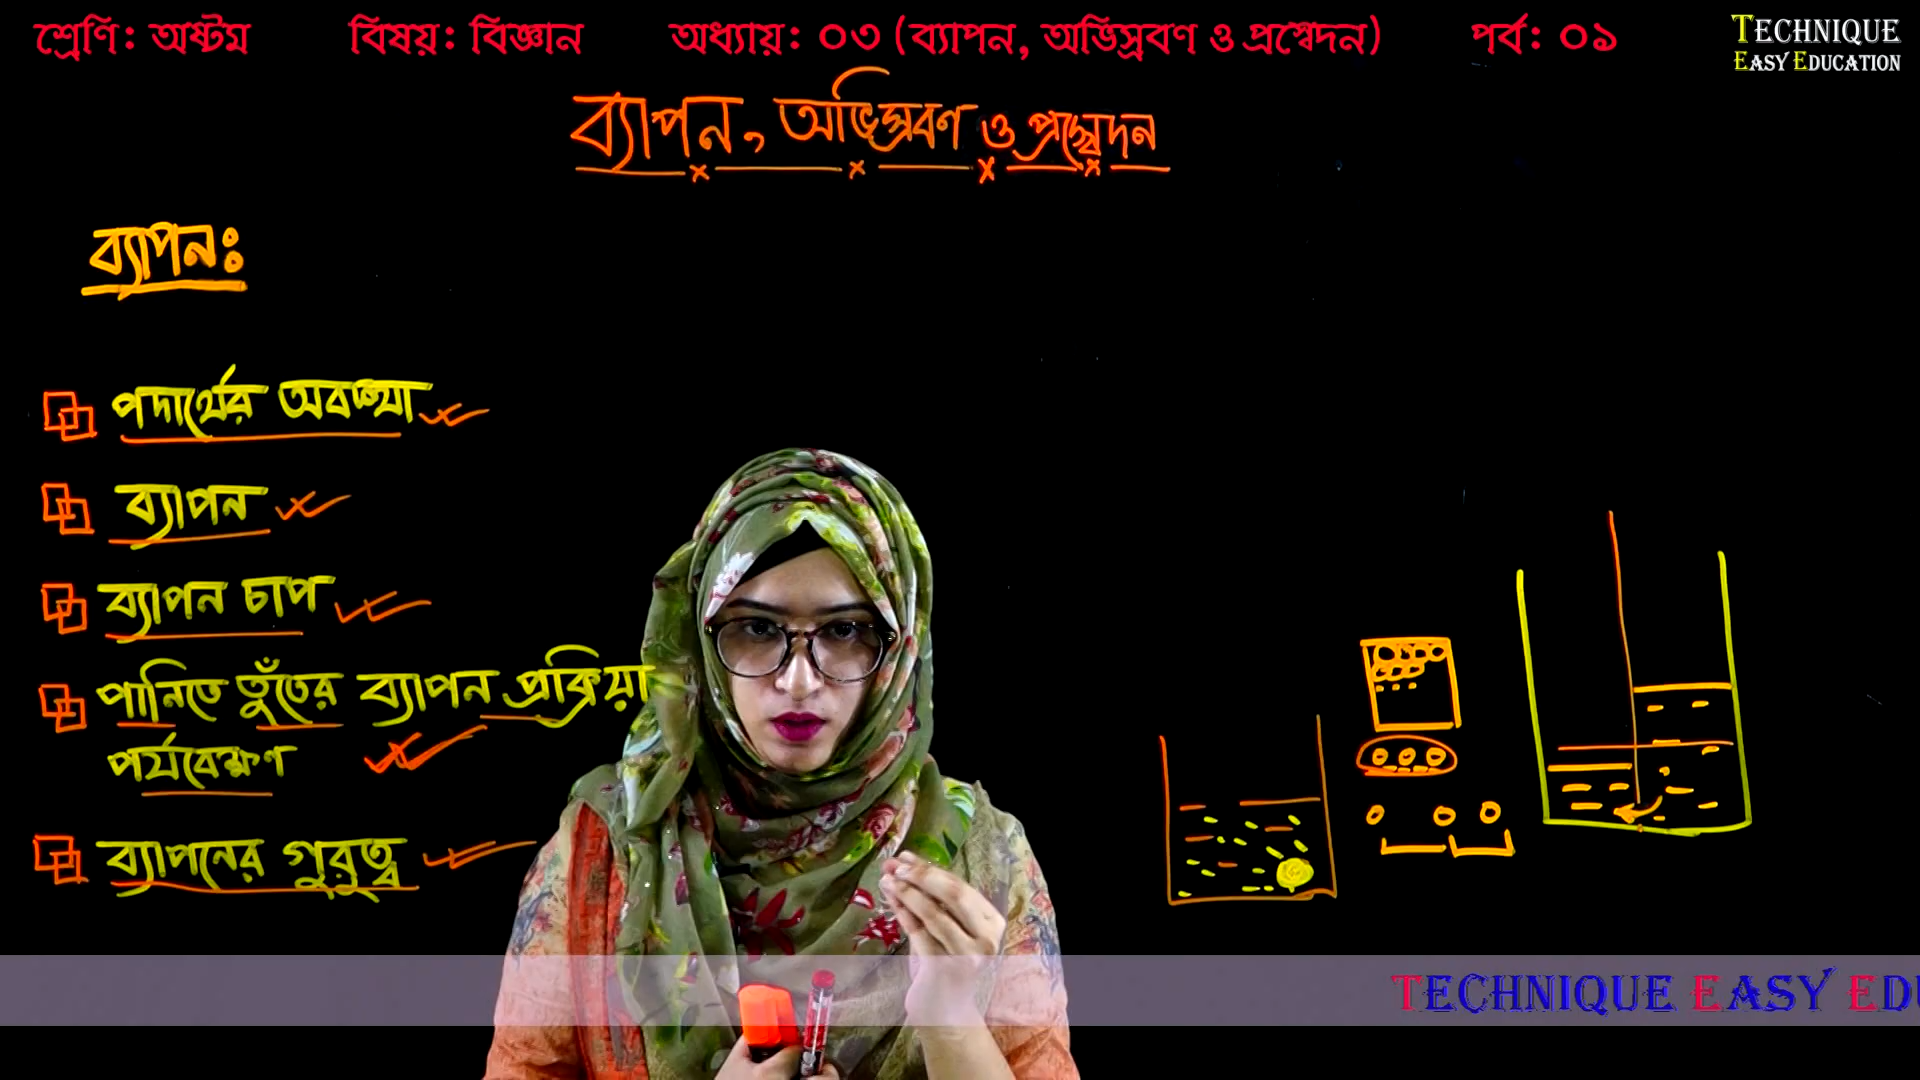 শ্রেণি: অষ্টম বিষয়: বিজ্ঞান অধ্যায়: ০৩ (ব্যাপন, অভিস্রবণ ও প্রস্বেদন) পর্ব: ০১
TECHNIQUE
EASY EDUCATION
ব্যাপন, অভিস্রবণ ও প্রস্বেদন
ব্যাপনঃ
পদার্থের অবস্থা
ব্যাপন
ব্যাপন চাপ
পানিতে তুঁতের ব্যাপন প্রক্রিয়া
পর্যবেক্ষণ
ব্যাপনের গুরুত্ব
TECHNIQUE EASY EDU